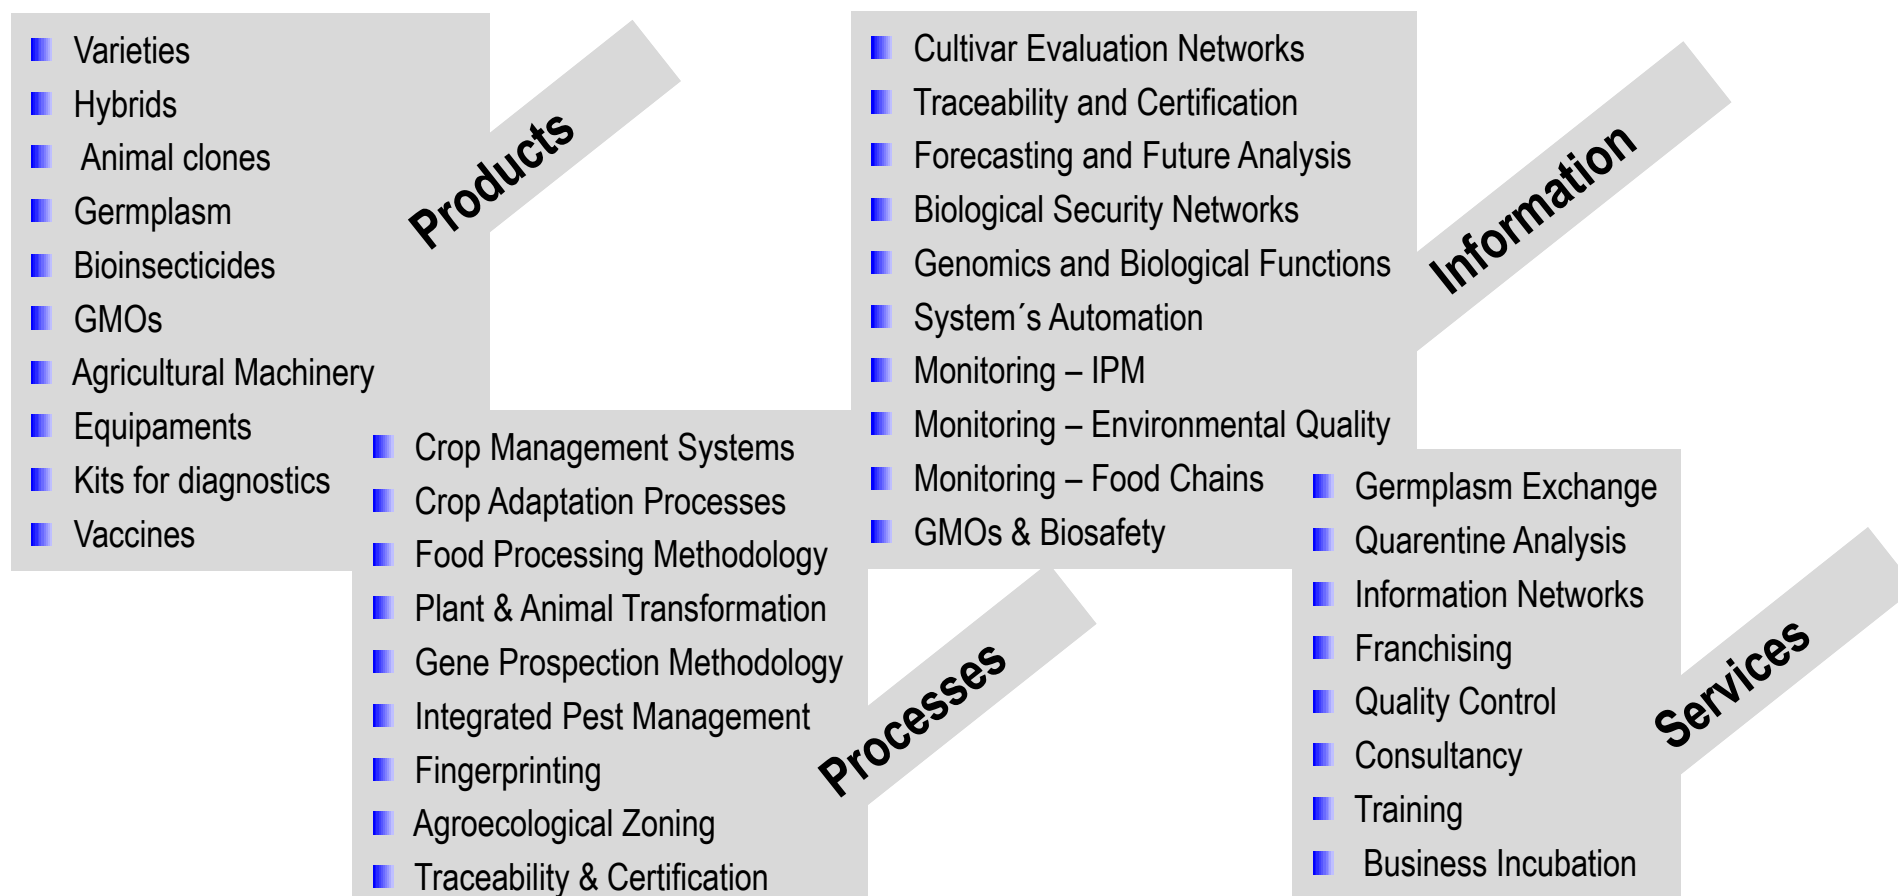 Varieties
Hybrids
Animal clones
Germplasm
Bioinsecticides
GMOs
Agricultural Machinery
Equipaments
Kits for diagnostics
Vaccines
Products
Crop Management Systems
Crop Adaptation Processes
Food Processing Methodology
Plant & Animal Transformation
Gene Prospection Methodology
Integrated Pest Management
Fingerprinting
Agroecological Zoning
Traceability & Certification
Processes
Cultivar Evaluation Networks
Traceability and Certification
Forecasting and Future Analysis
Biological Security Networks
Genomics and Biological Functions
System´s Automation
Monitoring – IPM
Monitoring – Environmental Quality
Monitoring – Food Chains
GMOs & Biosafety
Information
Germplasm Exchange
Quarentine Analysis
Information Networks
Franchising
Quality Control
Consultancy
Training
Business Incubation
Services